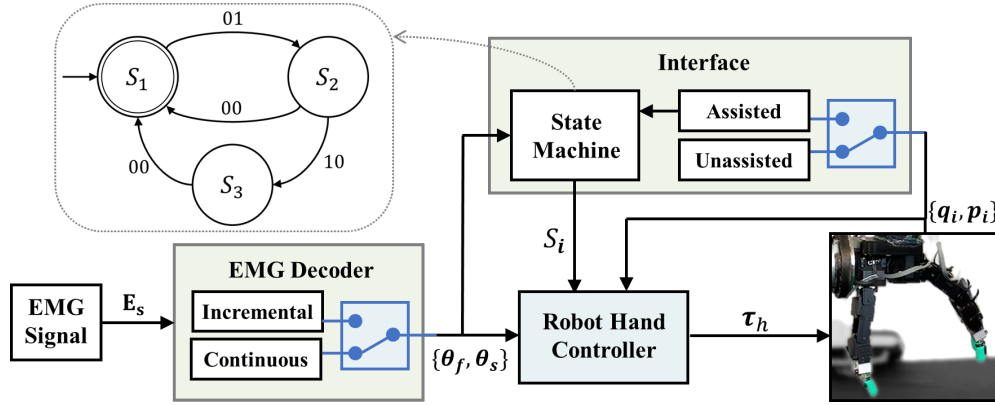 01
S₁
S₂
00
00
10
S₃
Interface
State
Machine
Assisted
Unassisted
Sᵢ
{qᵢ, pᵢ}
EMG Decoder
EMG
Signal
Eₛ
Incremental
Continuous
{θ_f, θₛ}
Robot Hand
Controller
τₕ